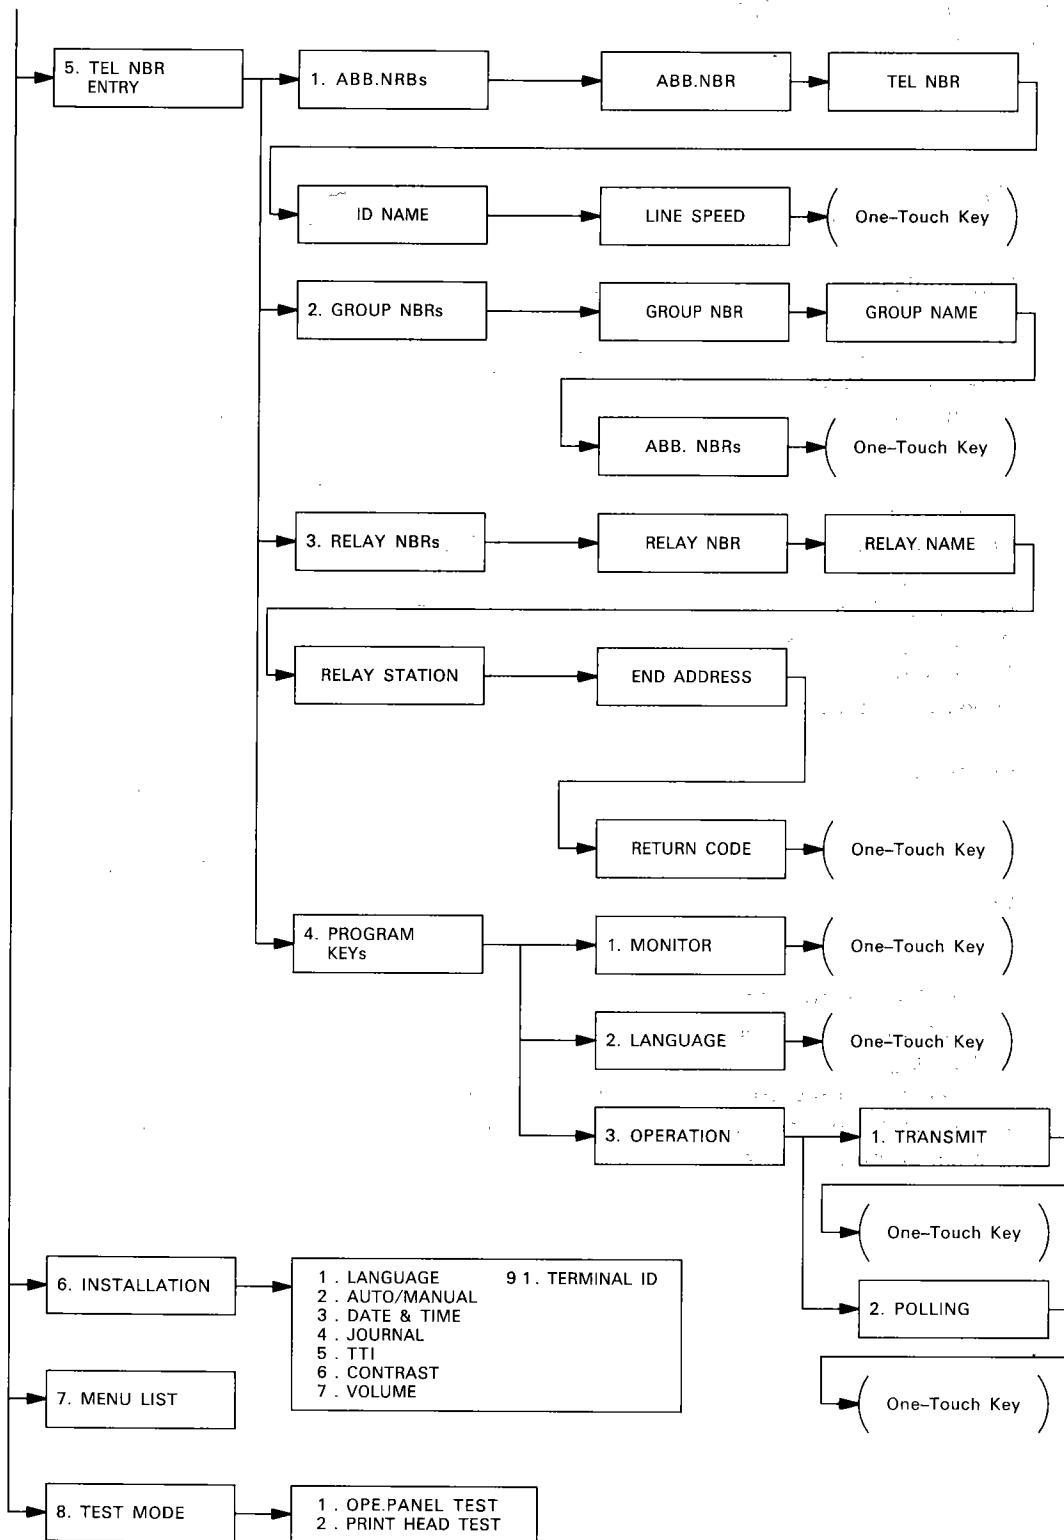 5. TEL NBR
ENTRY
1. ABB.NRBs
ABB.NBR
TEL NBR
ID NAME
LINE SPEED
One-Touch Key
2. GROUP NBRs
GROUP NBR
GROUP NAME
ABB. NBRs
One-Touch Key
3. RELAY NBRs
RELAY NBR
RELAY NAME
RELAY STATION
END ADDRESS
RETURN CODE
One-Touch Key
4. PROGRAM
KEYs
1. MONITOR
One-Touch Key
2. LANGUAGE
One-Touch Key
3. OPERATION
1. TRANSMIT
One-Touch Key
2. POLLING
One-Touch Key
6. INSTALLATION
1. LANGUAGE 91. TERMINAL ID
2. AUTO/MANUAL
3. DATE & TIME
4. JOURNAL
5. TTI
6. CONTRAST
7. VOLUME
7. MENU LIST
8. TEST MODE
1. OPE.PANEL TEST
2. PRINT HEAD TEST